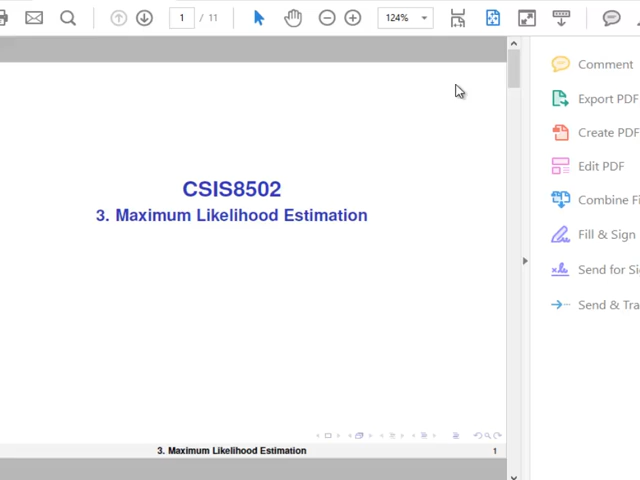 1 / 11
124%
Comment
Export PDF
Create PDF
Edit PDF
Combine Fi
Fill & Sign
Send for Si
Send & Tra
CSIS8502
3. Maximum Likelihood Estimation
3. Maximum Likelihood Estimation
1